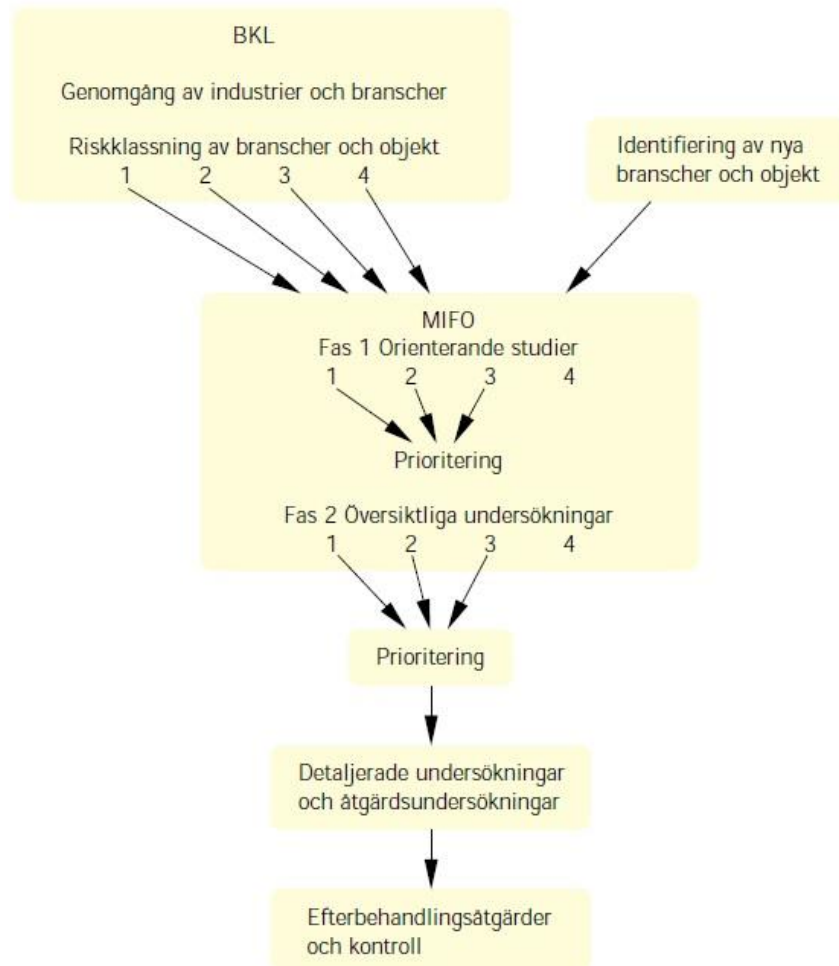 BKL
Genomgång av industrier och branscher
Riskklassning av branscher och objekt
1 2 3 4
Identifiering av nya
branscher och objekt
MIFO
Fas 1 Orienterande studier
1 2 3 4
Prioritering
Fas 2 Översiktliga undersökningar
1 2 3 4
Prioritering
Detaljerade undersökningar
och åtgärdsundersökningar
Efterbehandlingsåtgärder
och kontroll